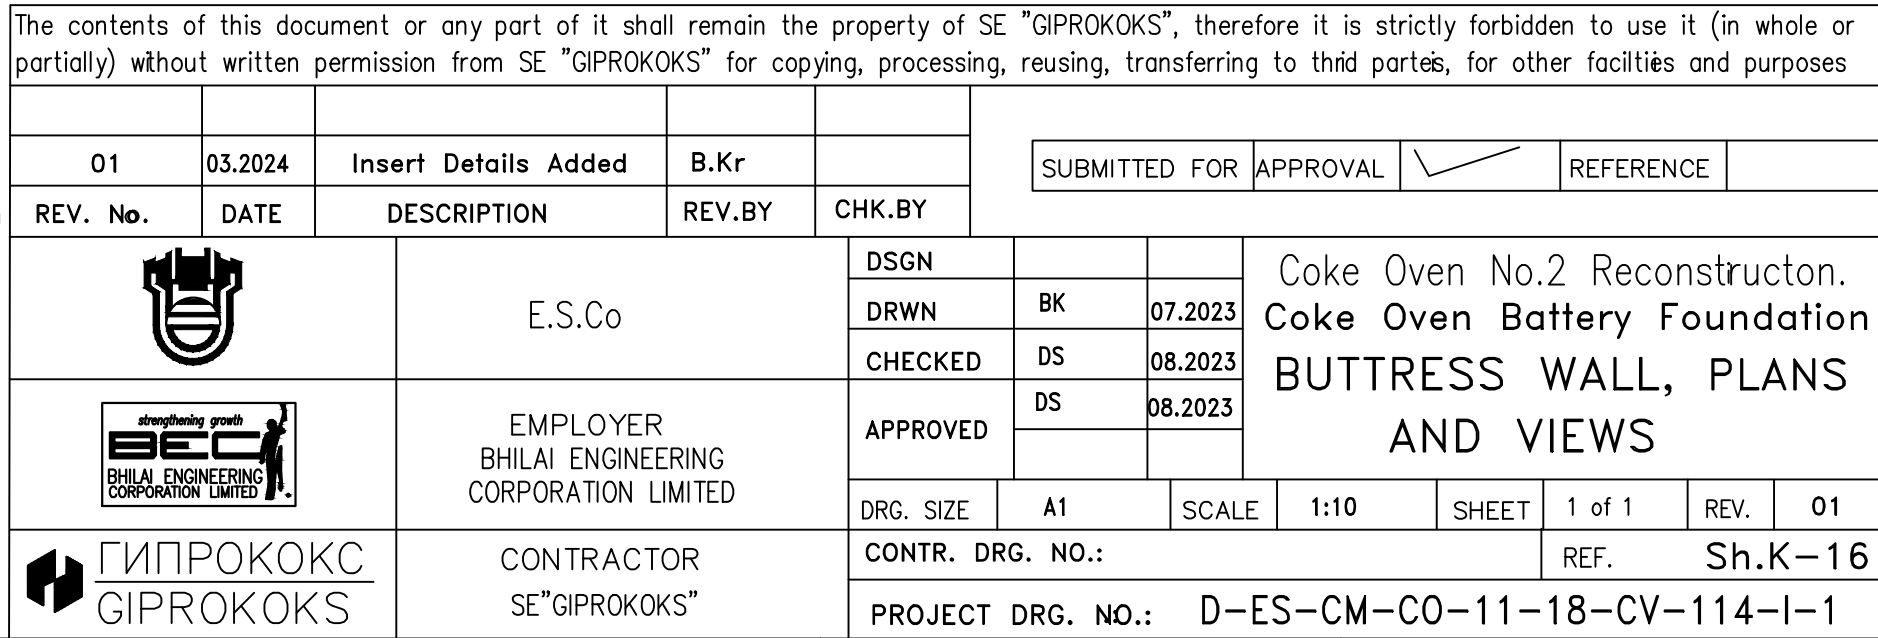 The contents of this document or any part of it shall remain the property of SE "GIPROKOKS", therefore it is strictly forbidden to use it (in whole or
partially) without written permission from SE "GIPROKOKS" for copying, processing, reusing, transferring to thrid parteis, for other facilties and purposes
01 03.2024 Insert Details Added B.Kr
REV. No. DATE DESCRIPTION REV.BY CHK.BY
SUBMITTED FOR APPROVAL REFERENCE
E.S.Co
DSGN
DRWN BK 07.2023
CHECKED DS 08.2023
APPROVED DS 08.2023
Coke Oven No.2 Reconstructon.
Coke Oven Battery Foundation
BUTTRESS WALL, PLANS
AND VIEWS
strengthening growth
BEC
BHILAI ENGINEERING
CORPORATION LIMITED
EMPLOYER
BHILAI ENGINEERING
CORPORATION LIMITED
DRG. SIZE A1 SCALE 1:10 SHEET 1 of 1 REV. 01
ГИПРОКОКС
GIPROKOKS
CONTRACTOR
SE"GIPROKOKS"
CONTR. DRG. NO.: REF. Sh.K-16
PROJECT DRG. NO.: D-ES-CM-CO-11-18-CV-114-I-1